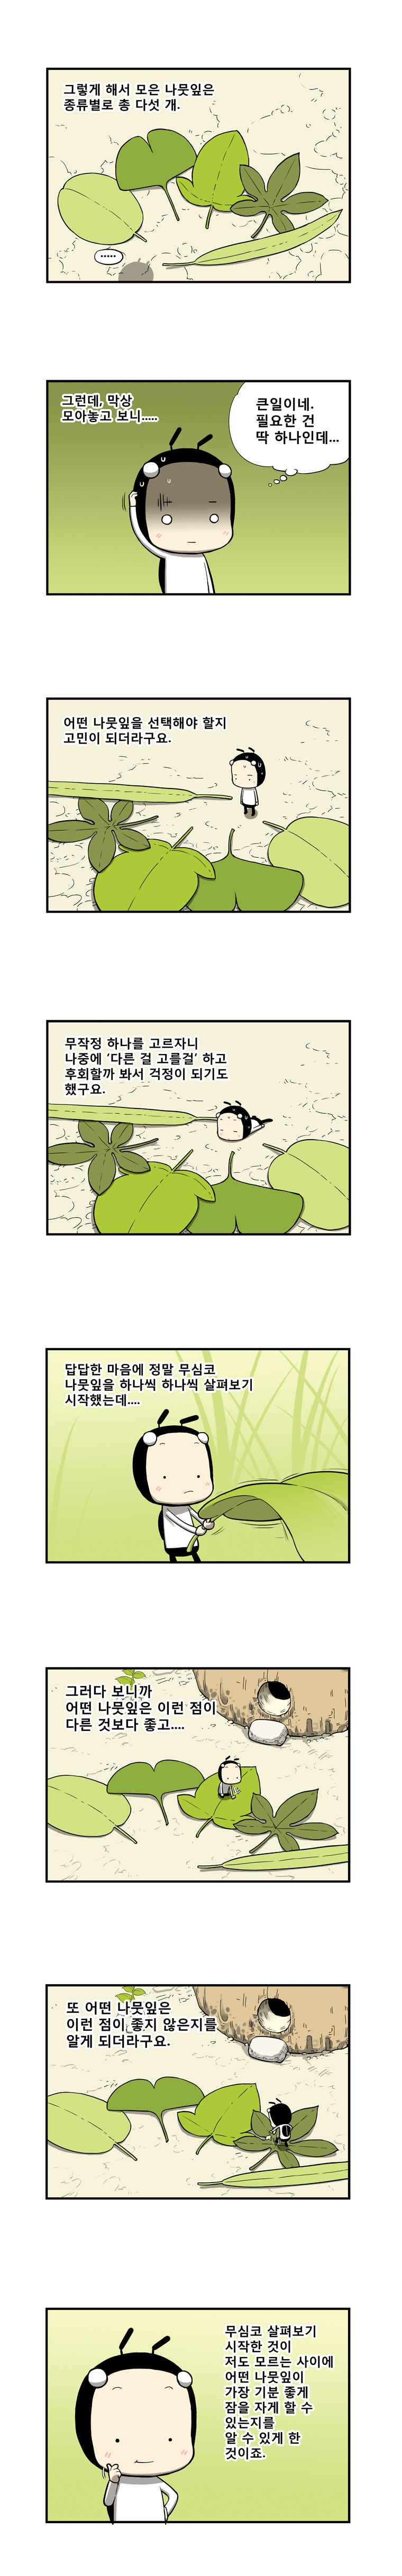 그렇게 해서 모은 나뭇잎은
종류별로 총 다섯 개.
·····
그런데, 막상
모아놓고 보니.....
큰일이네.
필요한 건
딱 하나인데...
어떤 나뭇잎을 선택해야 할지
고민이 되더라구요.
무작정 하나를 고르자니
나중에 '다른 걸 고를걸' 하고
후회할까 봐서 걱정이 되기도
했구요.
답답한 마음에 정말 무심코
나뭇잎을 하나씩 하나씩 살펴보기
시작했는데....
그러다 보니까
어떤 나뭇잎은 이런 점이
다른 것보다 좋고....
또 어떤 나뭇잎은
이런 점이 좋지 않은지를
알게 되더라구요.
무심코 살펴보기
시작한 것이
저도 모르는 사이에
어떤 나뭇잎이
가장 기분 좋게
잠을 자게 할 수
있는지를
알 수 있게 한
것이죠.